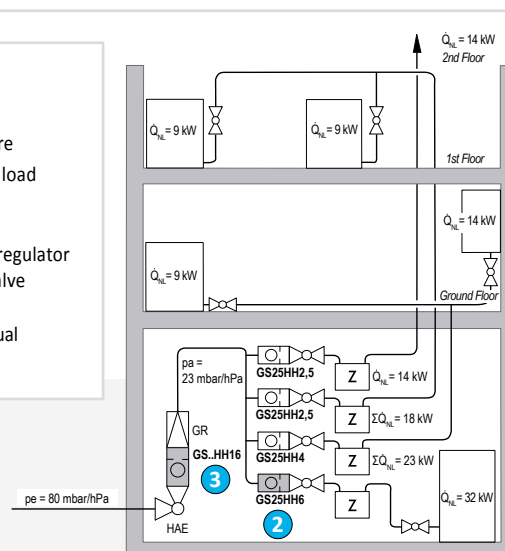 re
load
regulator
lve
ual
Q̇NL = 14 kW
2nd Floor
Q̇NL = 9 kW
Q̇NL = 9 kW
1st Floor
Q̇NL = 14 kW
Q̇NL = 9 kW
Ground Floor
pa =
23 mbar/hPa
GS25HH2,5
Z
Q̇NL = 14 kW
GS25HH2,5
Z
ΣQ̇NL = 18 kW
GR
GS..HH16
3
GS25HH4
Z
ΣQ̇NL = 23 kW
GS25HH6
2
Z
Q̇NL = 32 kW
pe = 80 mbar/hPa
HAE